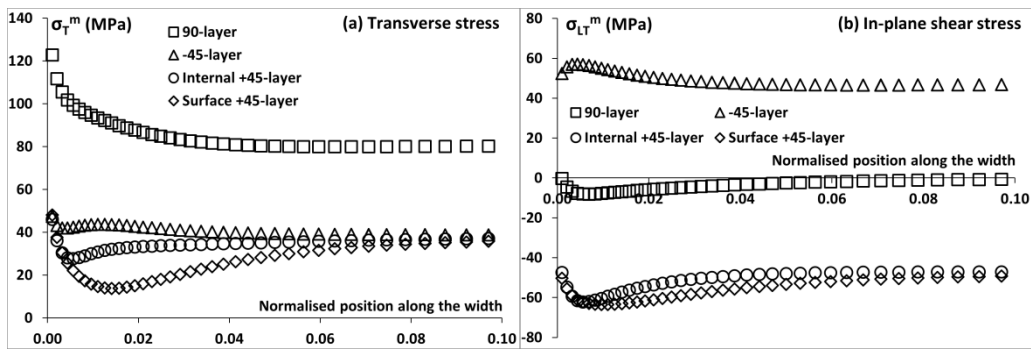 σT^m (MPa)
(a) Transverse stress
90-layer
-45-layer
Internal +45-layer
Surface +45-layer
140
120
100
80
60
40
20
0
Normalised position along the width
0.00 0.02 0.04 0.06 0.08 0.10
σLT^m (MPa)
(b) In-plane shear stress
80
60
40
20
0
-20
-40
-60
-80
90-layer -45-layer
Internal +45-layer Surface +45-layer
Normalised position along the width
0.00 0.02 0.04 0.06 0.08 0.10